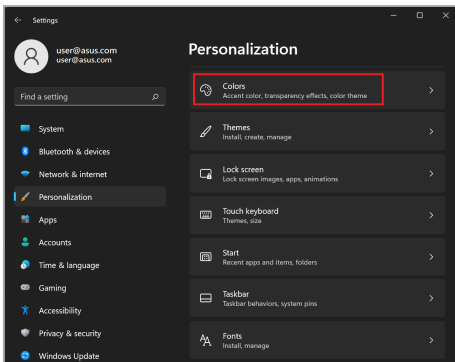 Settings
user@asus.com
user@asus.com
Find a setting
System
Bluetooth & devices
Network & internet
Personalization
Apps
Accounts
Time & language
Gaming
Accessibility
Privacy & security
Windows Update
Personalization
Colors
Accent color, transparency effects, color theme
Themes
Install, create, manage
Lock screen
Lock screen images, apps, animations
Touch keyboard
Themes, size
Start
Recent apps and items, folders
Taskbar
Taskbar behaviors, system pins
Fonts
Install, manage